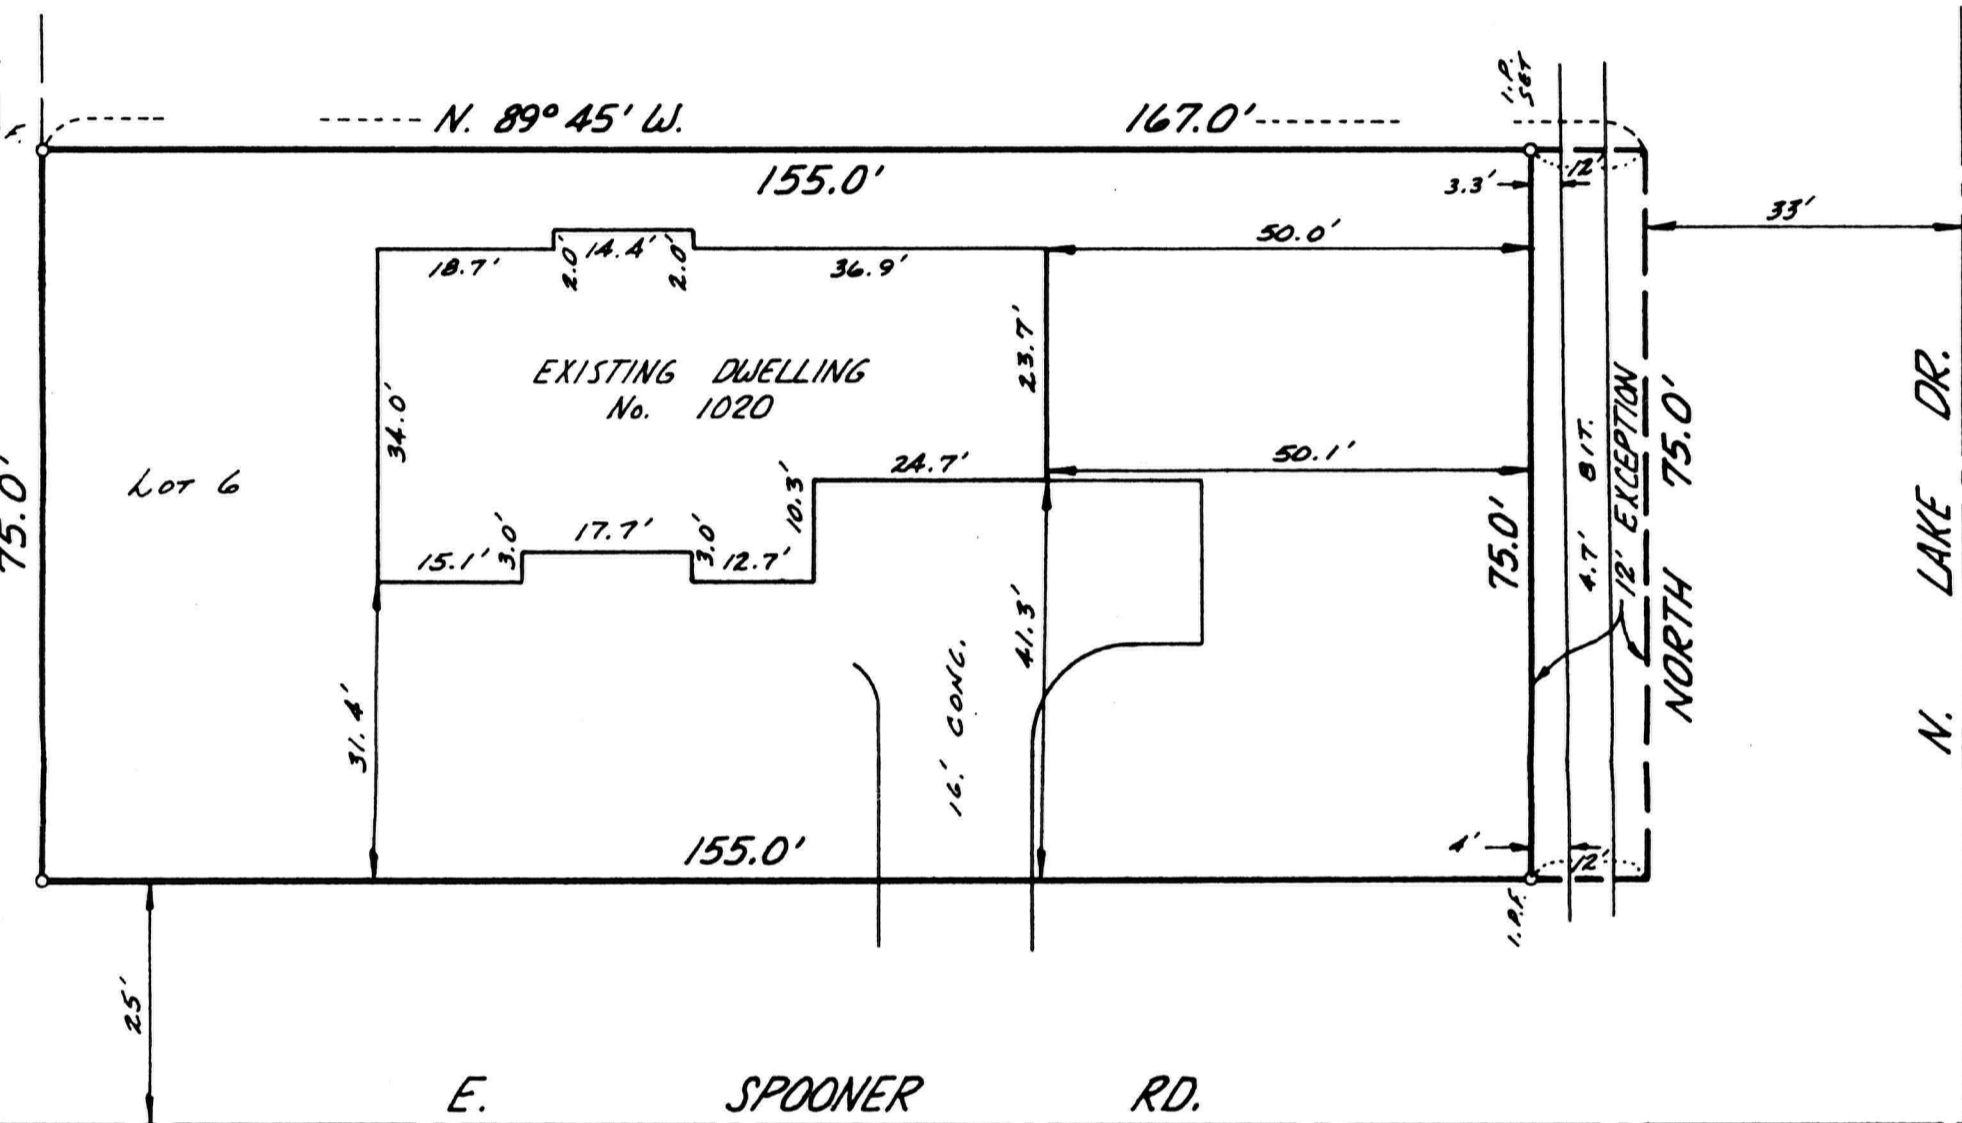 I.P.
SET
F.
N. 89° 45' W.
167.0'
155.0'
12'
3.3'
33'
50.0'
18.7'
2.0'
14.4'
2.0'
36.9'
23.7'
EXISTING DWELLING
No. 1020
34.0'
LOT 6
75.0'
24.7'
50.1'
10.3'
17.7'
3.0'
3.0'
15.1'
12.7'
75.0'
4.7' BIT.
12' EXCEPTION
NORTH 75.0'
N. LAKE DR.
31.4'
41.3'
16.' CONC.
155.0'
4'
12'
I.P.F.
25'
E. SPOONER RD.